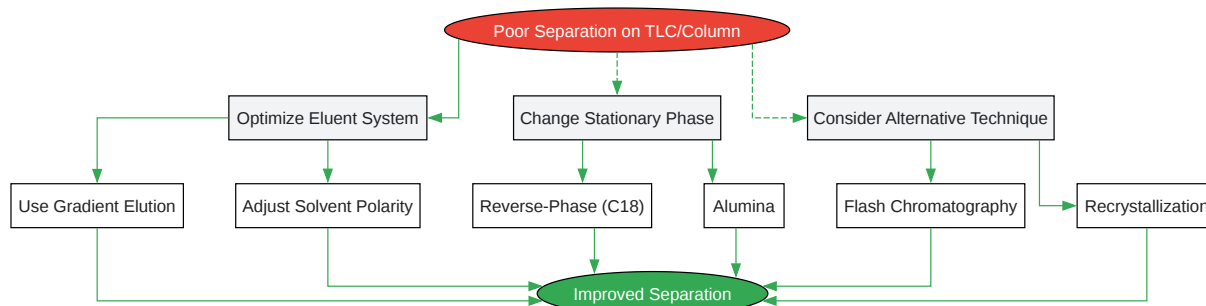 Poor Separation on TLC/Column
Optimize Eluent System
Change Stationary Phase
Consider Alternative Technique
Use Gradient Elution
Adjust Solvent Polarity
Reverse-Phase (C18)
Alumina
Flash Chromatography
Recrystallization
Improved Separation